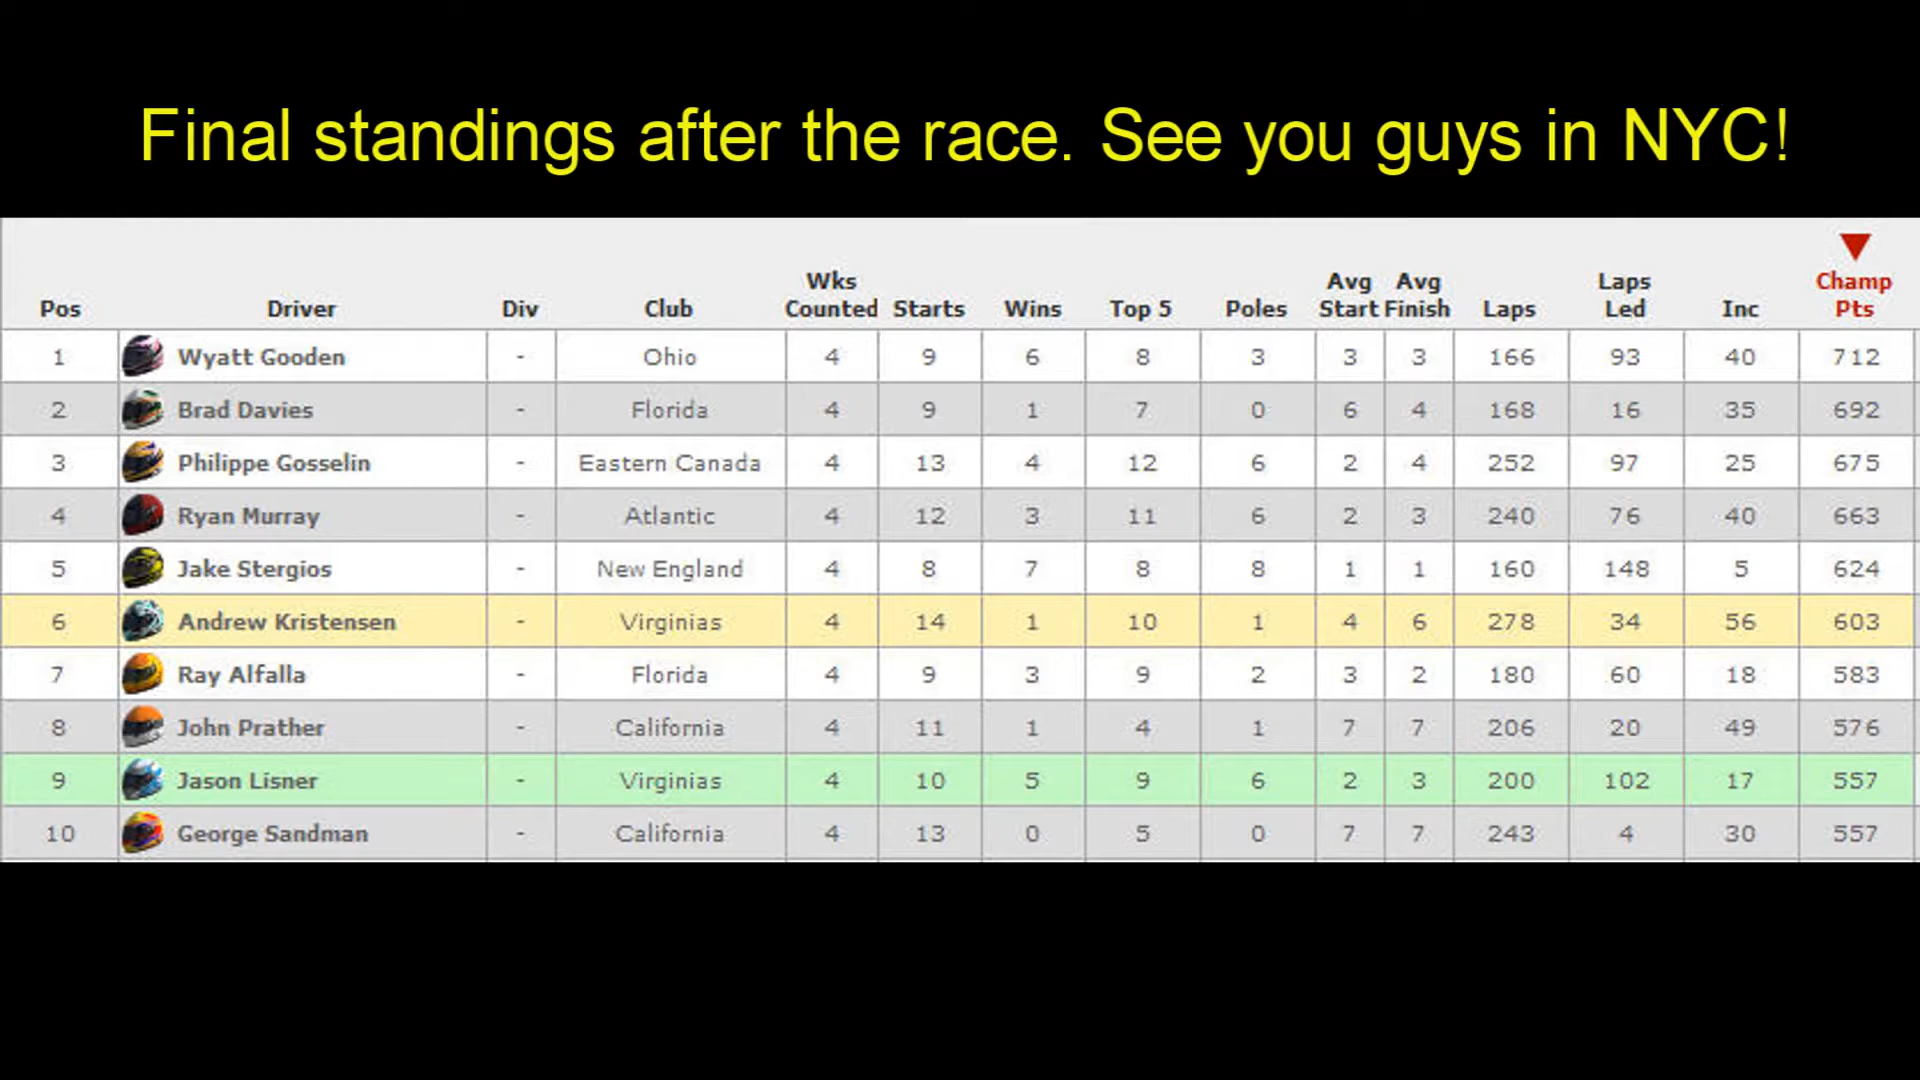 Final standings after the race. See you guys in NYC!
Pos Driver Div Club Wks Counted Starts Wins Top 5 Poles Avg Start Avg Finish Laps Laps Led Inc Champ Pts
1 Wyatt Gooden - Ohio 4 9 6 8 3 3 3 166 93 40 712
2 Brad Davies - Florida 4 9 1 7 0 6 4 168 16 35 692
3 Philippe Gosselin - Eastern Canada 4 13 4 12 6 2 4 252 97 25 675
4 Ryan Murray - Atlantic 4 12 3 11 6 2 3 240 76 40 663
5 Jake Stergios - New England 4 8 7 8 8 1 1 160 148 5 624
6 Andrew Kristensen - Virginias 4 14 1 10 1 4 6 278 34 56 603
7 Ray Alfalla - Florida 4 9 3 9 2 3 2 180 60 18 583
8 John Prather - California 4 11 1 4 1 7 7 206 20 49 576
9 Jason Lisner - Virginias 4 10 5 9 6 2 3 200 102 17 557
10 George Sandman - California 4 13 0 5 0 7 7 243 4 30 557